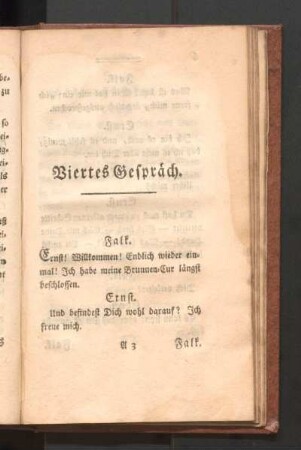 Viertes Gespräch.
Falk.
Ernst! Willkommen! Endlich wieder ein-
mal! Ich habe meine Brunnen-Cur längst
beschlossen.
Ernst.
Und befindest Dich wohl darauf? Ich
freue mich.
A 3 Falk.